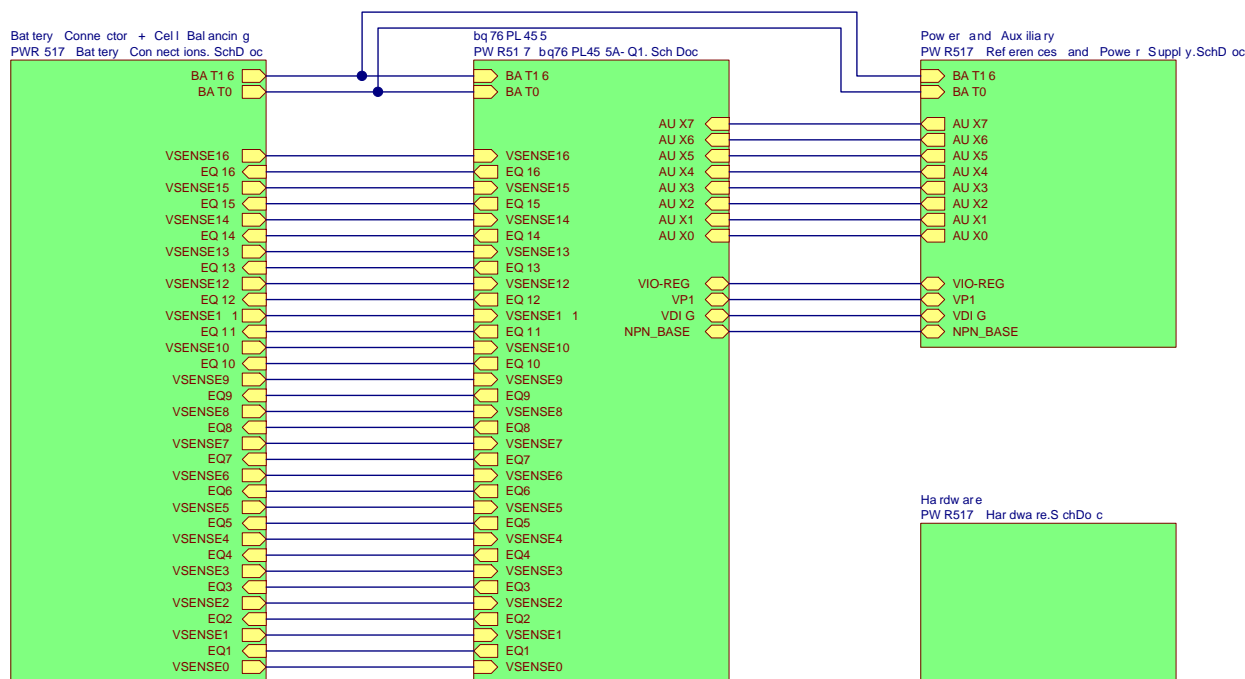 Battery Connector + Cell Balancing
PWR517 Battery Connections.SchDoc
BAT16
BAT0
VSENSE16
EQ16
VSENSE15
EQ15
VSENSE14
EQ14
VSENSE13
EQ13
VSENSE12
EQ12
VSENSE11
EQ11
VSENSE10
EQ10
VSENSE9
EQ9
VSENSE8
EQ8
VSENSE7
EQ7
VSENSE6
EQ6
VSENSE5
EQ5
VSENSE4
EQ4
VSENSE3
EQ3
VSENSE2
EQ2
VSENSE1
EQ1
VSENSE0
bq76PL455
PWR517 bq76PL455A-Q1.SchDoc
BAT16
BAT0
VSENSE16
EQ16
VSENSE15
EQ15
VSENSE14
EQ14
VSENSE13
EQ13
VSENSE12
EQ12
VSENSE11
EQ11
VSENSE10
EQ10
VSENSE9
EQ9
VSENSE8
EQ8
VSENSE7
EQ7
VSENSE6
EQ6
VSENSE5
EQ5
VSENSE4
EQ4
VSENSE3
EQ3
VSENSE2
EQ2
VSENSE1
EQ1
VSENSE0
AUX7
AUX6
AUX5
AUX4
AUX3
AUX2
AUX1
AUX0
VIO-REG
VP1
VDIG
NPN_BASE
Power and Auxiliary
PWR517 References and Power Supply.SchDoc
BAT16
BAT0
AUX7
AUX6
AUX5
AUX4
AUX3
AUX2
AUX1
AUX0
VIO-REG
VP1
VDIG
NPN_BASE
Hardware
PWR517 Hardware.SchDoc